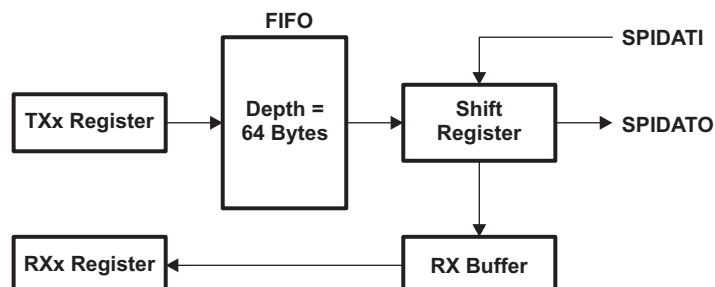 FIFO
SPIDATI
TXx Register
Depth =
64 Bytes
Shift
Register
SPIDATO
RXx Register
RX Buffer